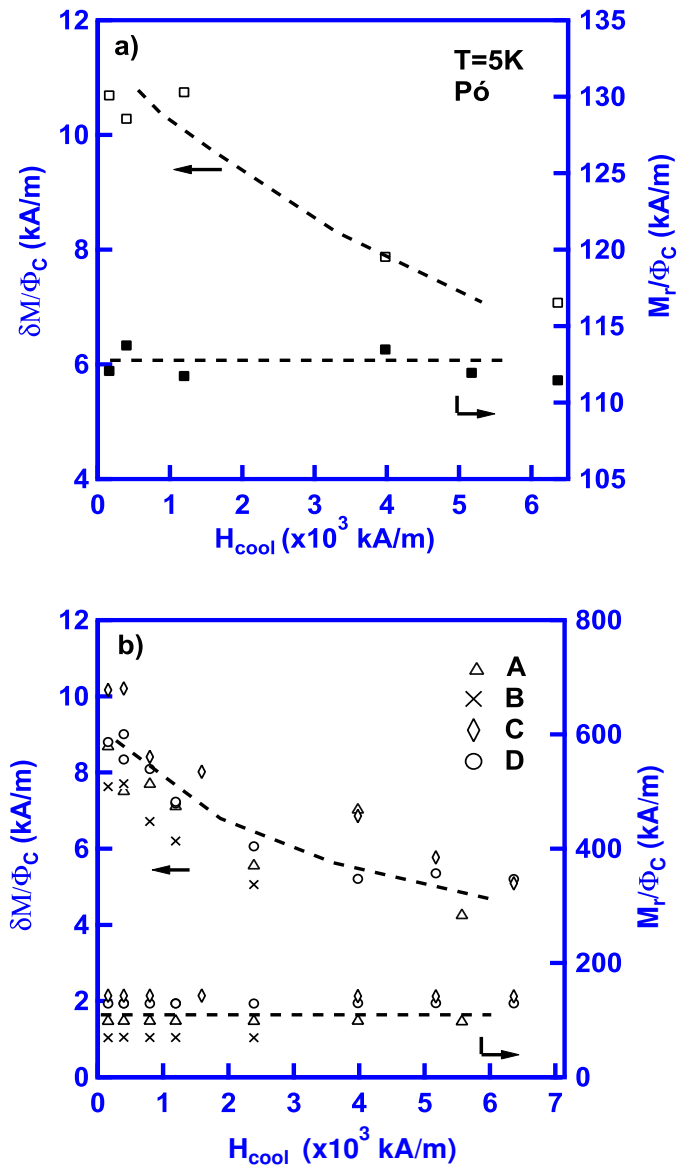 12
10
8
6
4
δM/Φ_C (kA/m)
a)
T=5K
Pó
135
130
125
120
115
110
105
M_r/Φ_C (kA/m)
0 1 2 3 4 5 6
H_cool (x10^3 kA/m)
12
10
8
6
4
2
0
δM/Φ_C (kA/m)
b)
A
B
C
D
800
600
400
200
0
M_r/Φ_C (kA/m)
0 1 2 3 4 5 6 7
H_cool (x10^3 kA/m)